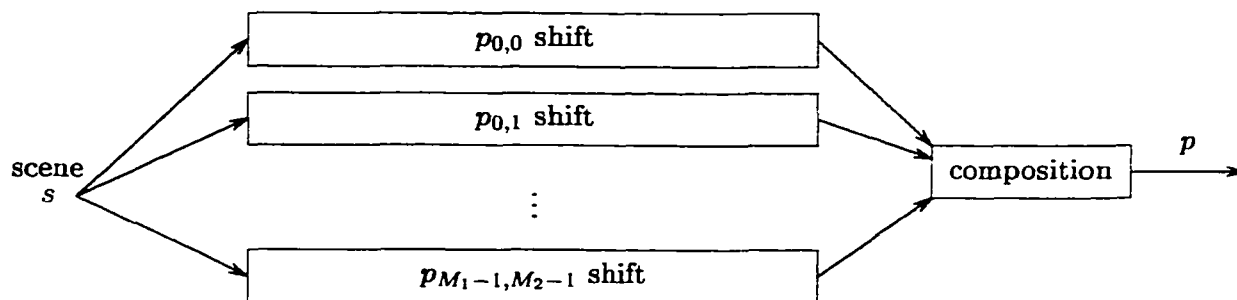 p_{0,0} shift
p_{0,1} shift
scene
s
⋮
p_{M_1-1,M_2-1} shift
composition
p